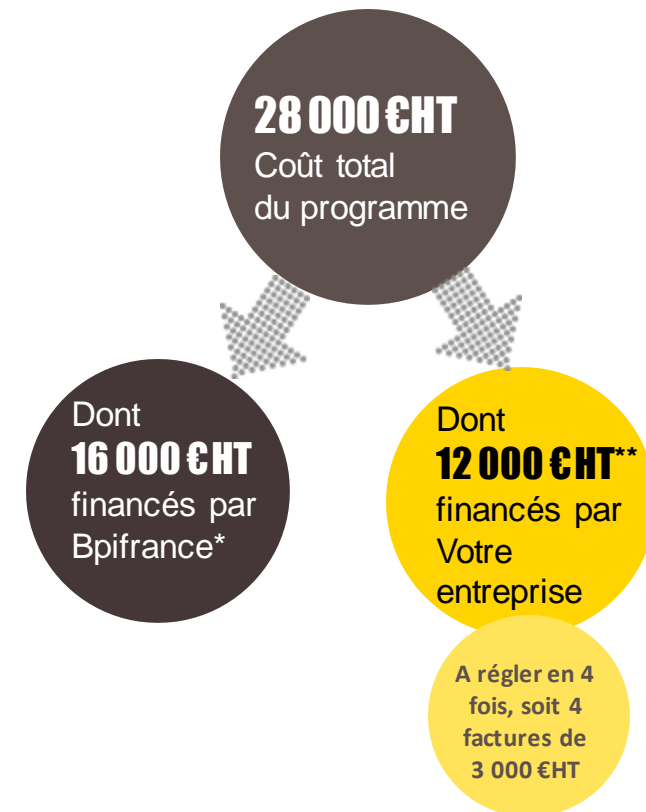 28 000 €HT
Coût total
du programme
Dont
16 000 €HT
financés par
Bpifrance*
Dont
12 000 €HT**
financés par
Votre
entreprise
A régler en 4
fois, soit 4
factures de
3 000 €HT